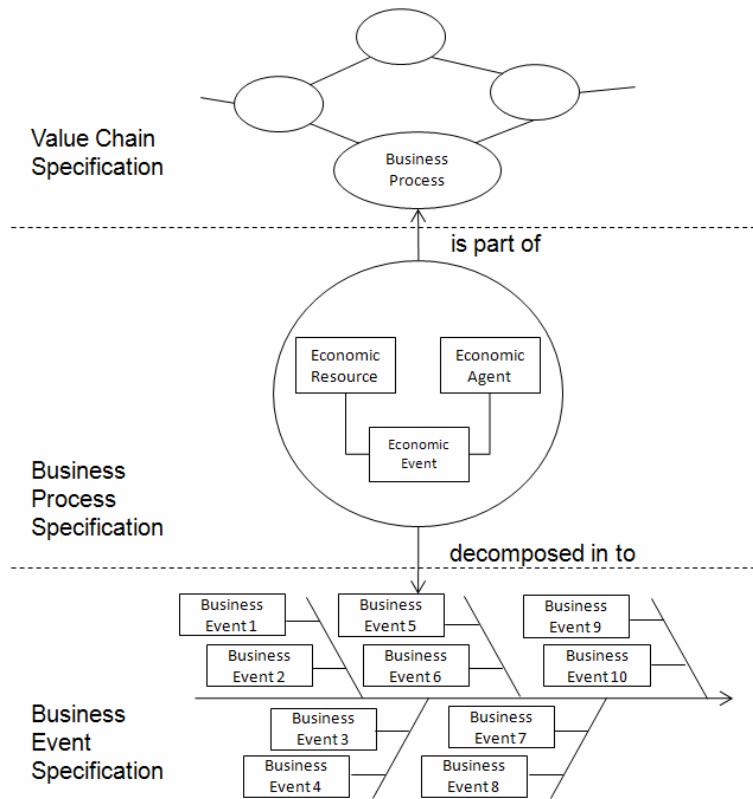 Value Chain
Specification
Business
Process
is part of
Economic
Resource
Economic
Agent
Economic
Event
Business
Process
Specification
decomposed in to
Business
Event 1
Business
Event 5
Business
Event 9
Business
Event 2
Business
Event 6
Business
Event 10
Business
Event
Specification
Business
Event 3
Business
Event 7
Business
Event 4
Business
Event 8